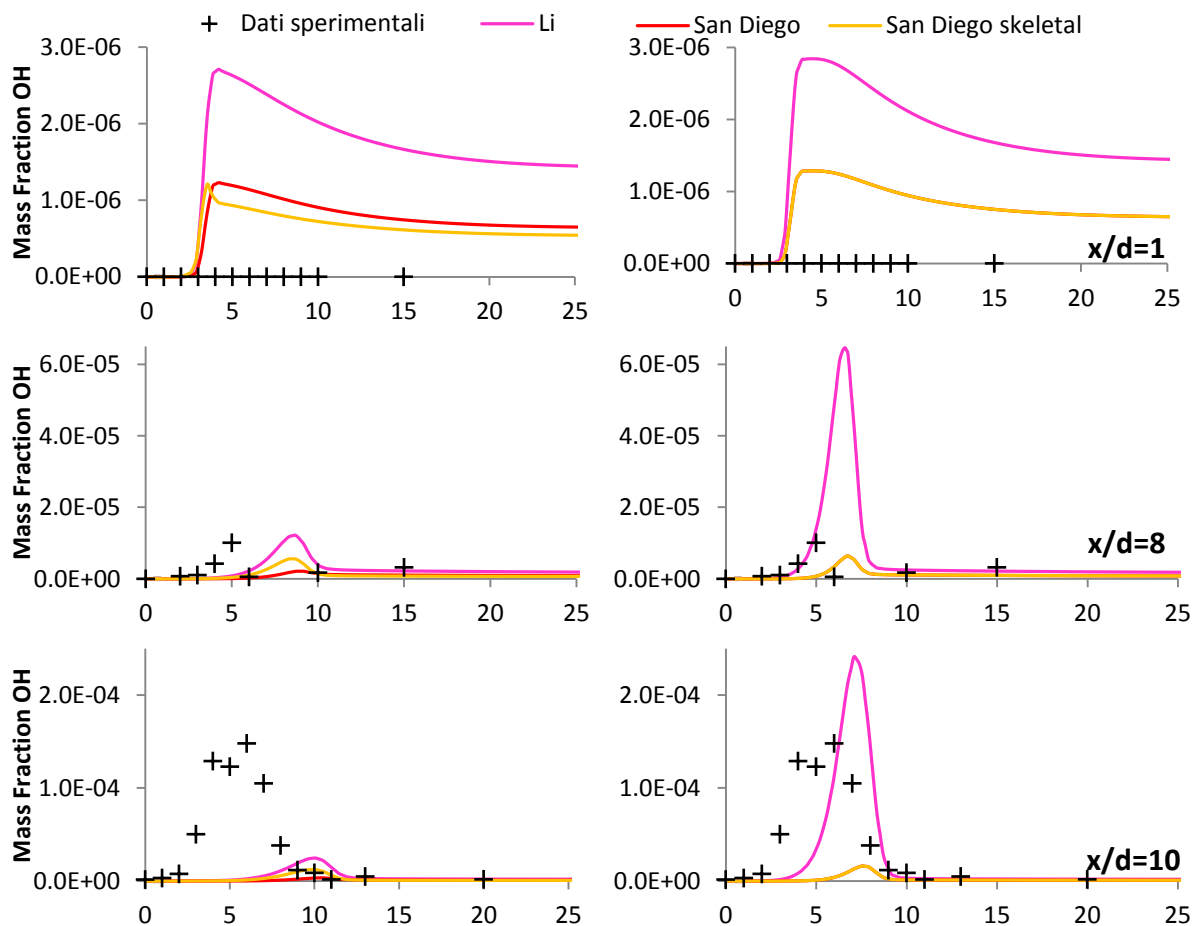 Dati sperimentali Li San Diego San Diego skeletal
3.0E-06 3.0E-06
2.0E-06 2.0E-06
1.0E-06 1.0E-06
0.0E+00 0.0E+00
Mass Fraction OH
x/d=1
0 5 10 15 20 25 0 5 10 15 20 25
6.0E-05 6.0E-05
4.0E-05 4.0E-05
2.0E-05 2.0E-05
0.0E+00 0.0E+00
Mass Fraction OH
x/d=8
0 5 10 15 20 25 0 5 10 15 20 25
2.0E-04 2.0E-04
1.0E-04 1.0E-04
0.0E+00 0.0E+00
Mass Fraction OH
x/d=10
0 5 10 15 20 25 0 5 10 15 20 25